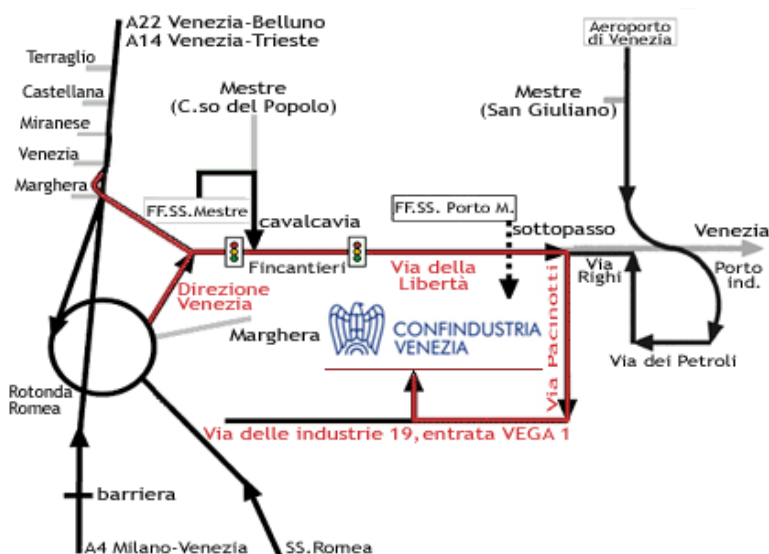 A22 Venezia-Belluno
A14 Venezia-Trieste
Aeroporto
di Venezia
Terraglio
Castellana
Miranese
Venezia
Marghera
Mestre
(C.so del Popolo)
Mestre
(San Giuliano)
FF.SS.Mestre
cavalcavia
FF.SS. Porto M.
sottopasso
Venezia
Fincantieri
Via della
Libertà
Via
Righi
Porto
ind.
Direzione
Venezia
Marghera
CONFINDUSTRIA
VENEZIA
Via Pacinotti
Via dei Petroli
Rotonda
Romea
Via delle industrie 19, entrata VEGA 1
barriera
A4 Milano-Venezia
SS.Romea